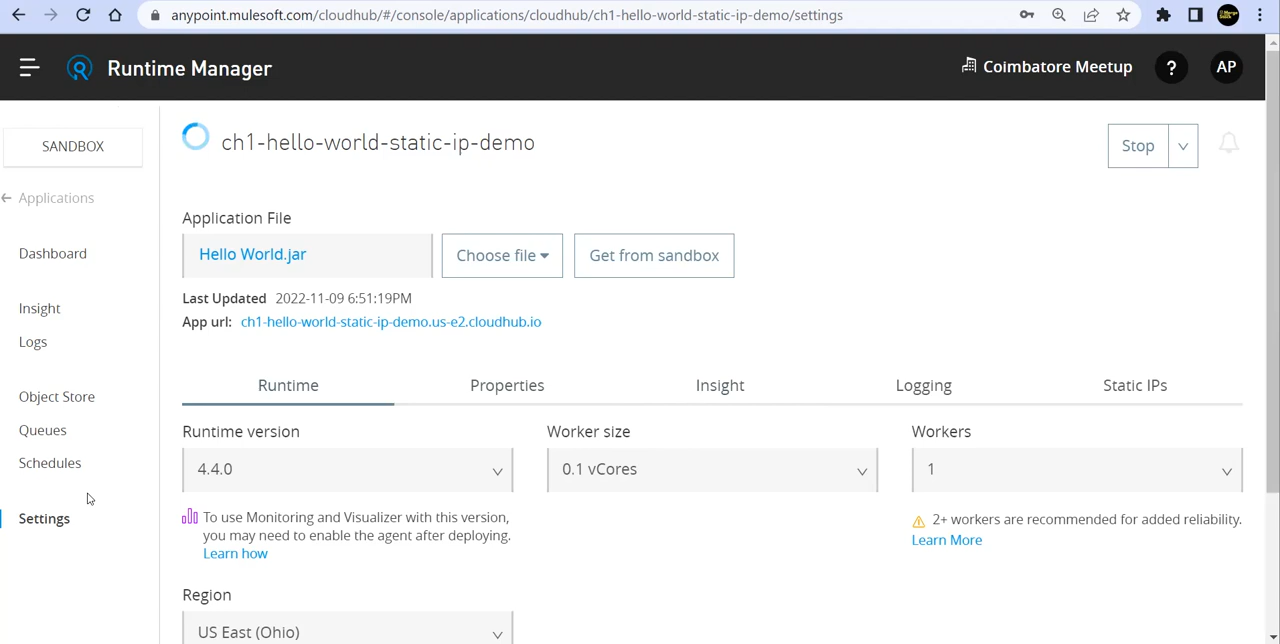 anypoint.mulesoft.com/cloudhub/#/console/applications/cloudhub/ch1-hello-world-static-ip-demo/settings
Runtime Manager
Coimbatore Meetup
?
AP
SANDBOX
Applications
Dashboard
Insight
Logs
Object Store
Queues
Schedules
Settings
ch1-hello-world-static-ip-demo
Stop
Application File
Hello World.jar
Choose file
Get from sandbox
Last Updated 2022-11-09 6:51:19PM
App url: ch1-hello-world-static-ip-demo.us-e2.cloudhub.io
Runtime
Properties
Insight
Logging
Static IPs
Runtime version
4.4.0
To use Monitoring and Visualizer with this version,
you may need to enable the agent after deploying.
Learn how
Worker size
0.1 vCores
Workers
1
2+ workers are recommended for added reliability.
Learn More
Region
US East (Ohio)